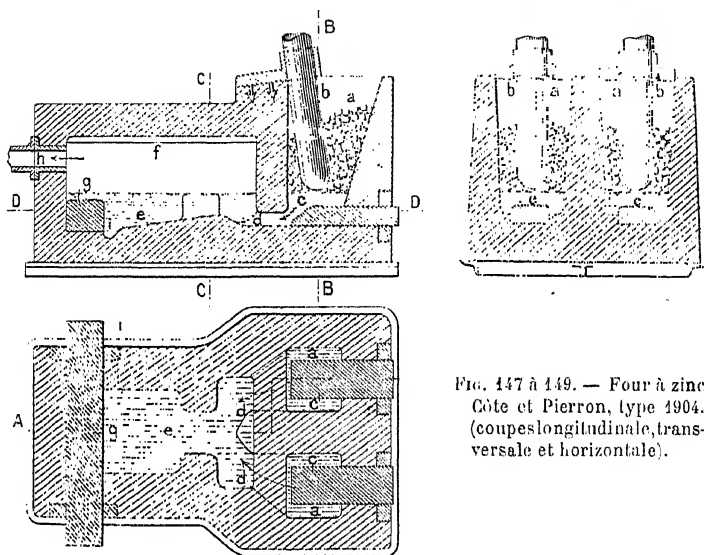 B
C
b
a
b
a
a
b
h
f
g
D
e
d
c
D
c
c
C
B
A
g
e
d
d
a
c
c
a
FIG. 147 à 149. — Four à zinc
Côte et Pierron, type 1904.
(coupes longitudinale, trans-
versale et horizontale).